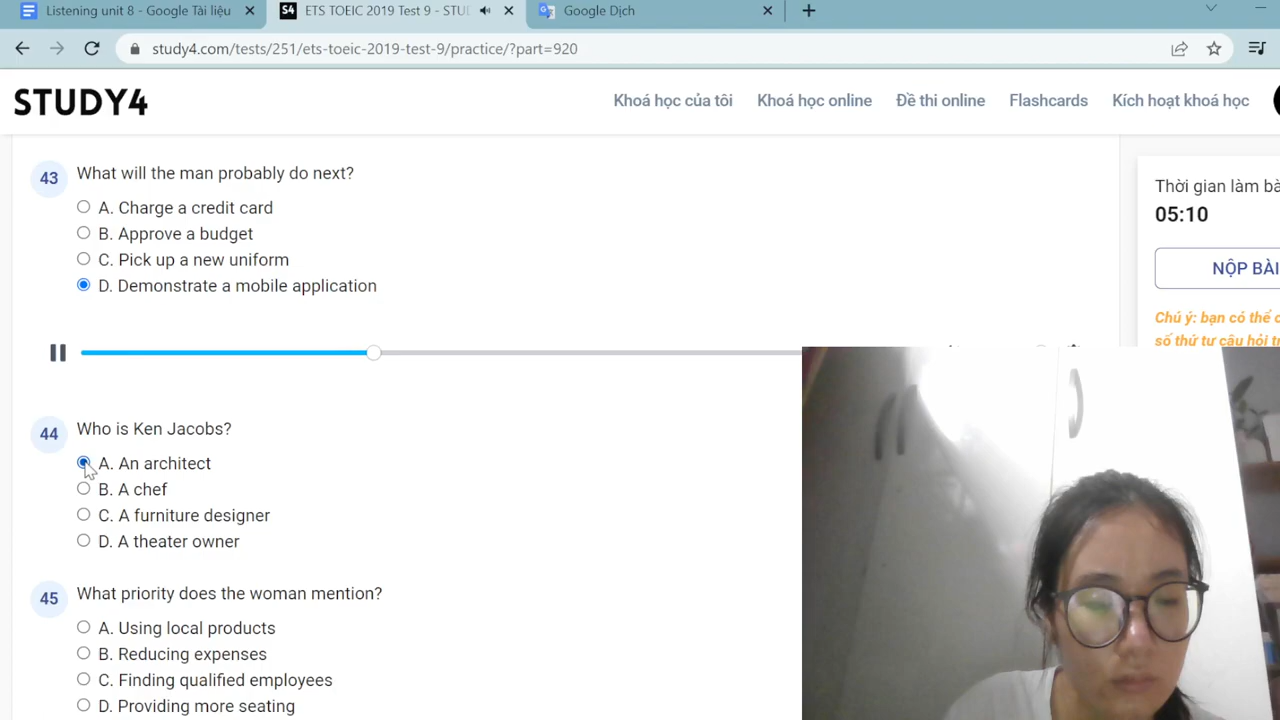 Listening unit 8 - Google Tài liệu
S4 ETS TOEIC 2019 Test 9 - STU
Google Dịch
study4.com/tests/251/ets-toeic-2019-test-9/practice/?part=920
STUDY4
Khoá học của tôi
Khoá học online
Đề thi online
Flashcards
Kích hoạt khoá học
43 What will the man probably do next?
A. Charge a credit card
B. Approve a budget
C. Pick up a new uniform
D. Demonstrate a mobile application
44 Who is Ken Jacobs?
A. An architect
B. A chef
C. A furniture designer
D. A theater owner
45 What priority does the woman mention?
A. Using local products
B. Reducing expenses
C. Finding qualified employees
D. Providing more seating
Thời gian làm bà
05:10
NỘP BÀI
Chú ý: bạn có thể c
số thứ tự câu hỏi tr